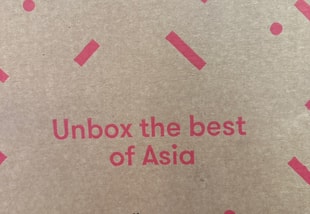 Unbox the best
of Asia